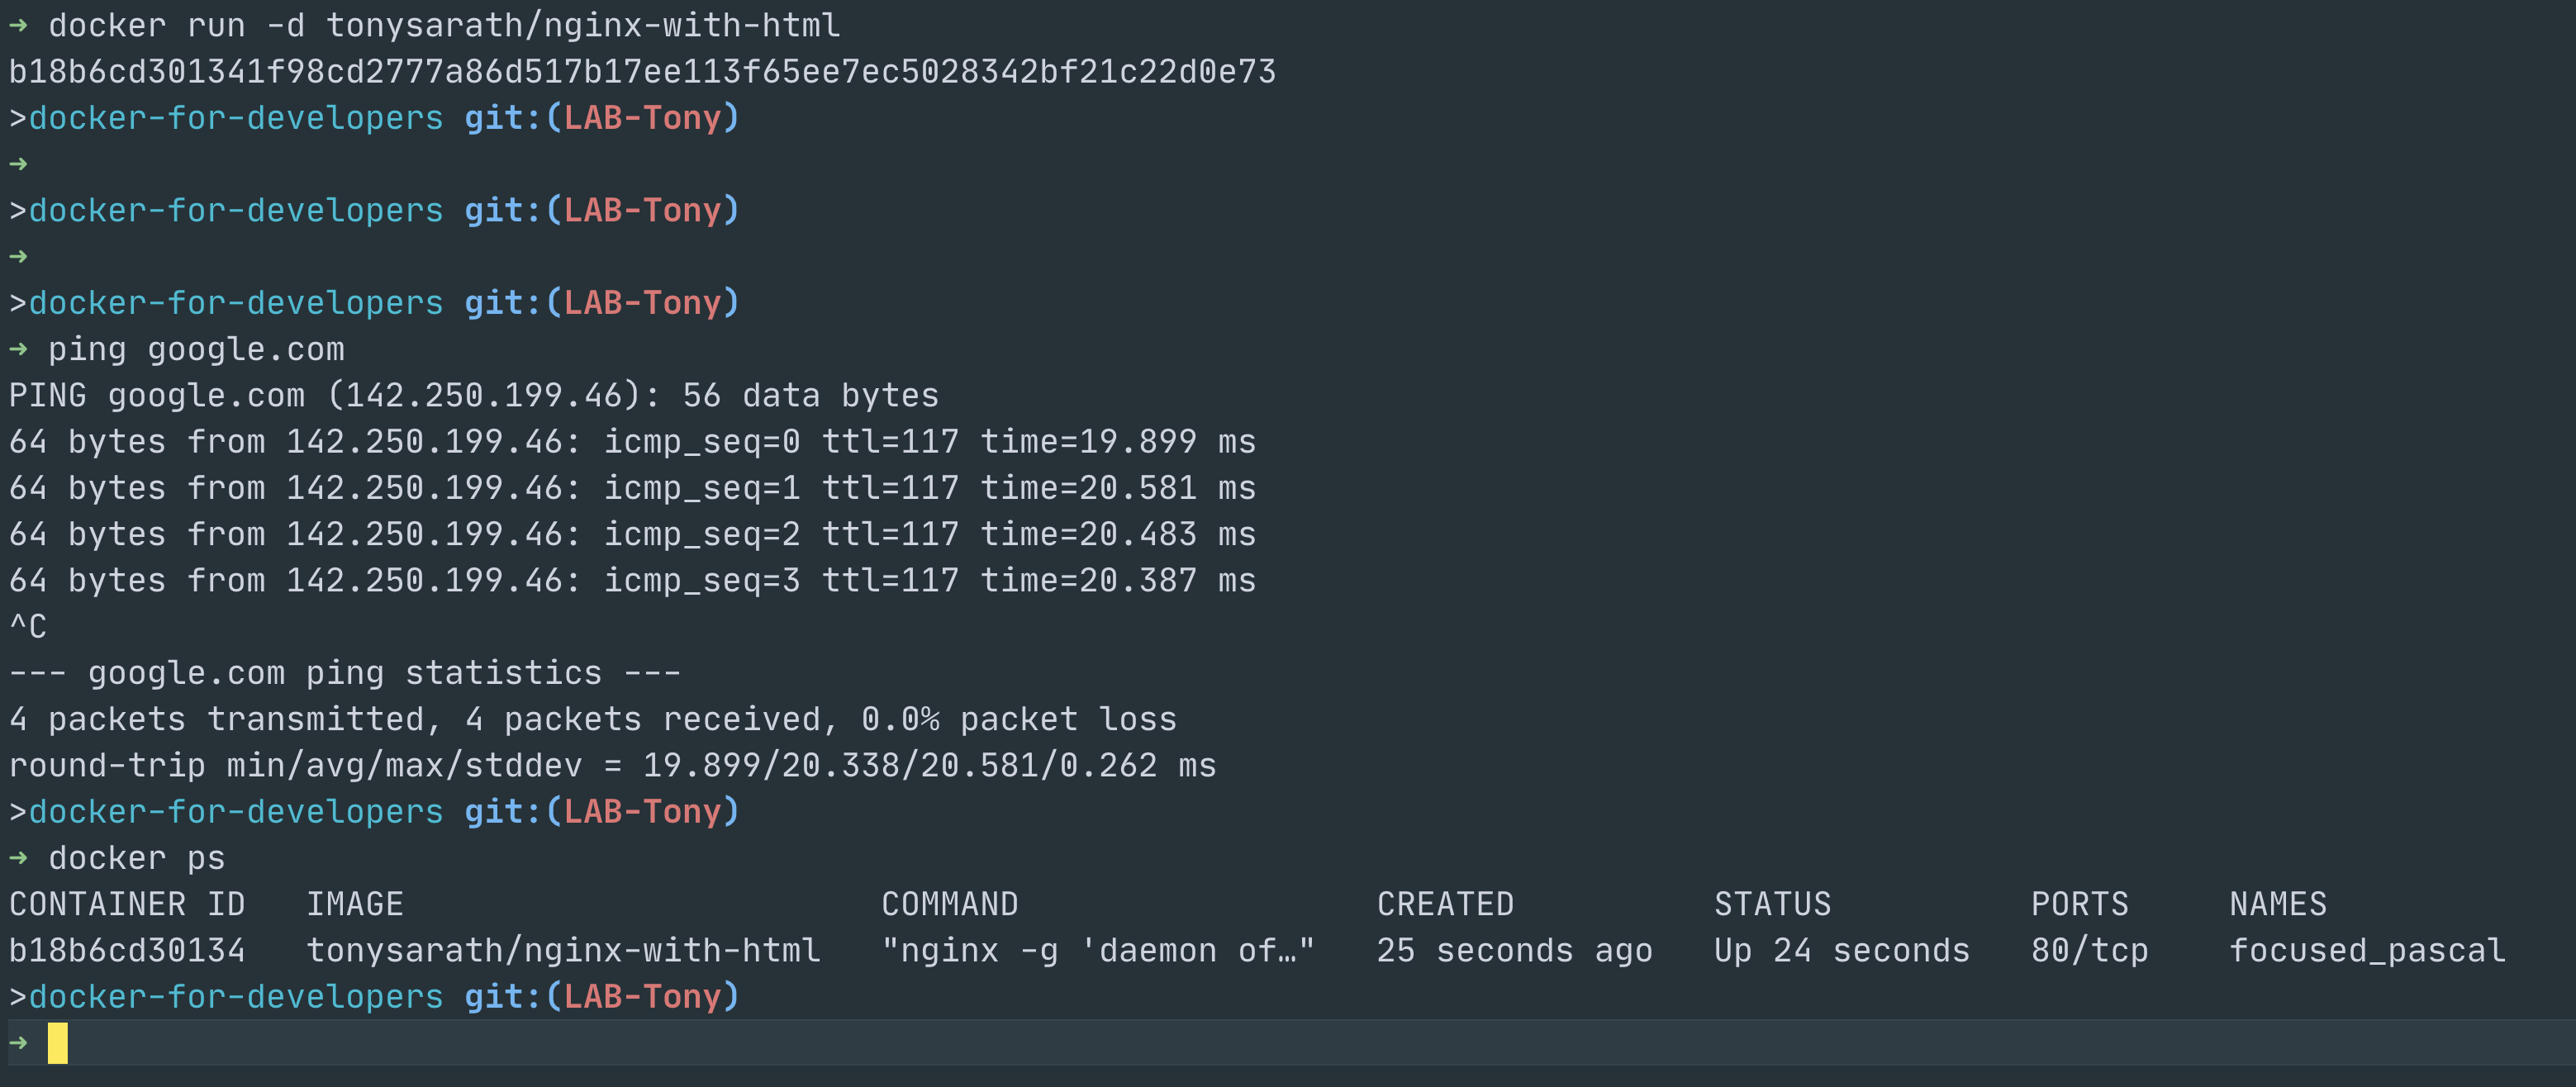 ➜ docker run -d tonysarath/nginx-with-html
b18b6cd301341f98cd2777a86d517b17ee113f65ee7ec5028342bf21c22d0e73
>docker-for-developers git:(LAB-Tony)
➜
>docker-for-developers git:(LAB-Tony)
➜
>docker-for-developers git:(LAB-Tony)
➜ ping google.com
PING google.com (142.250.199.46): 56 data bytes
64 bytes from 142.250.199.46: icmp_seq=0 ttl=117 time=19.899 ms
64 bytes from 142.250.199.46: icmp_seq=1 ttl=117 time=20.581 ms
64 bytes from 142.250.199.46: icmp_seq=2 ttl=117 time=20.483 ms
64 bytes from 142.250.199.46: icmp_seq=3 ttl=117 time=20.387 ms
^C
--- google.com ping statistics ---
4 packets transmitted, 4 packets received, 0.0% packet loss
round-trip min/avg/max/stddev = 19.899/20.338/20.581/0.262 ms
>docker-for-developers git:(LAB-Tony)
➜ docker ps
CONTAINER ID   IMAGE                        COMMAND                  CREATED          STATUS          PORTS     NAMES
b18b6cd30134   tonysarath/nginx-with-html   "nginx -g 'daemon of…"   25 seconds ago   Up 24 seconds   80/tcp    focused_pascal
>docker-for-developers git:(LAB-Tony)
➜